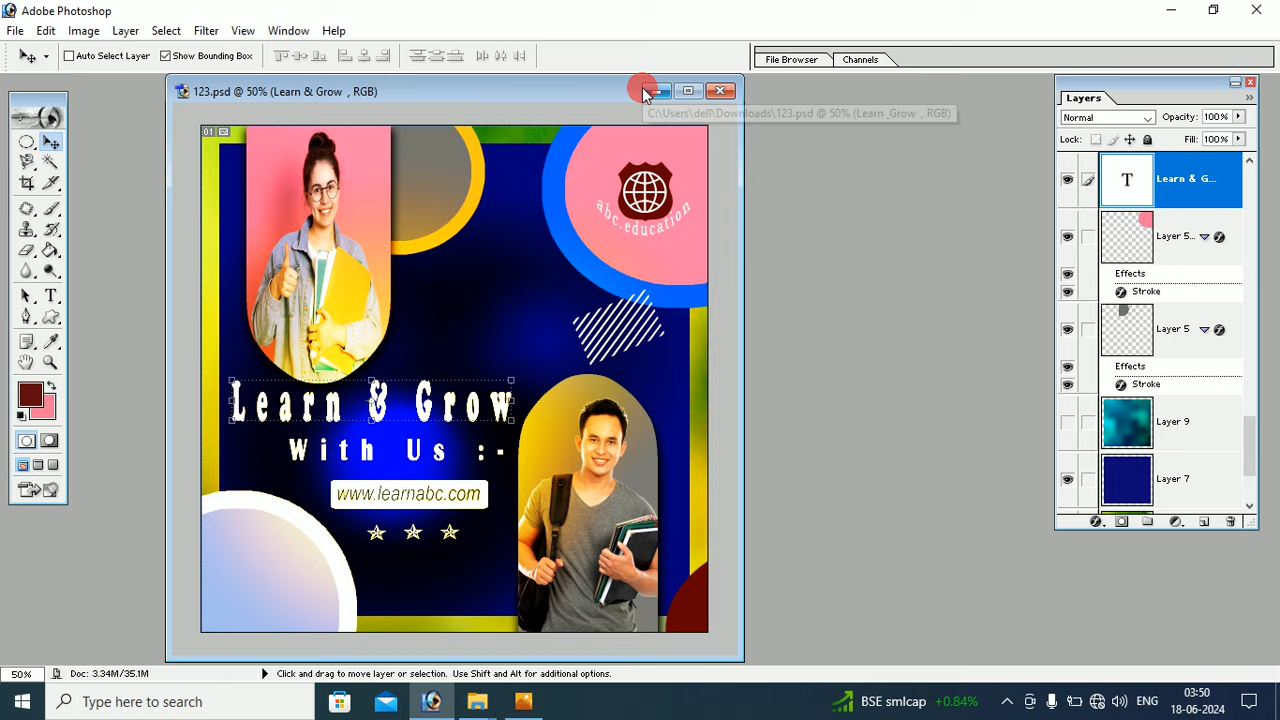 Adobe Photoshop
File Edit Image Layer Select Filter View Window Help
Auto Select Layer Show Bounding Box
File Browser Channels
123.psd @ 50% (Learn & Grow , RGB)
C:\Users\dell\Downloads\123.psd @ 50% (Learn _Grow , RGB)
Layers
Normal Opacity: 100%
Lock: Fill: 100%
01
abc.education
T Learn & G...
Layer 5...
Effects
Stroke
Layer 5
Effects
Stroke
Layer 9
Layer 7
Learn & Grow
With Us :-
www.learnabc.com
50% Doc: 3.34M/35.1M Click and drag to move layer or selection. Use Shift and Alt for additional options.
Type here to search
BSE smlcap +0.84%
ENG
03:50
18-06-2024